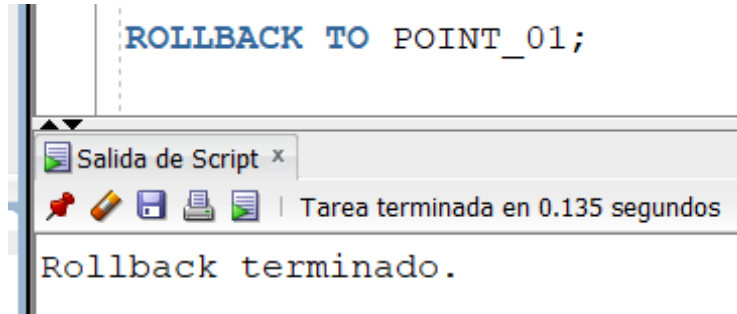 ROLLBACK TO POINT_01;
Salida de Script x
Tarea terminada en 0.135 segundos
Rollback terminado.